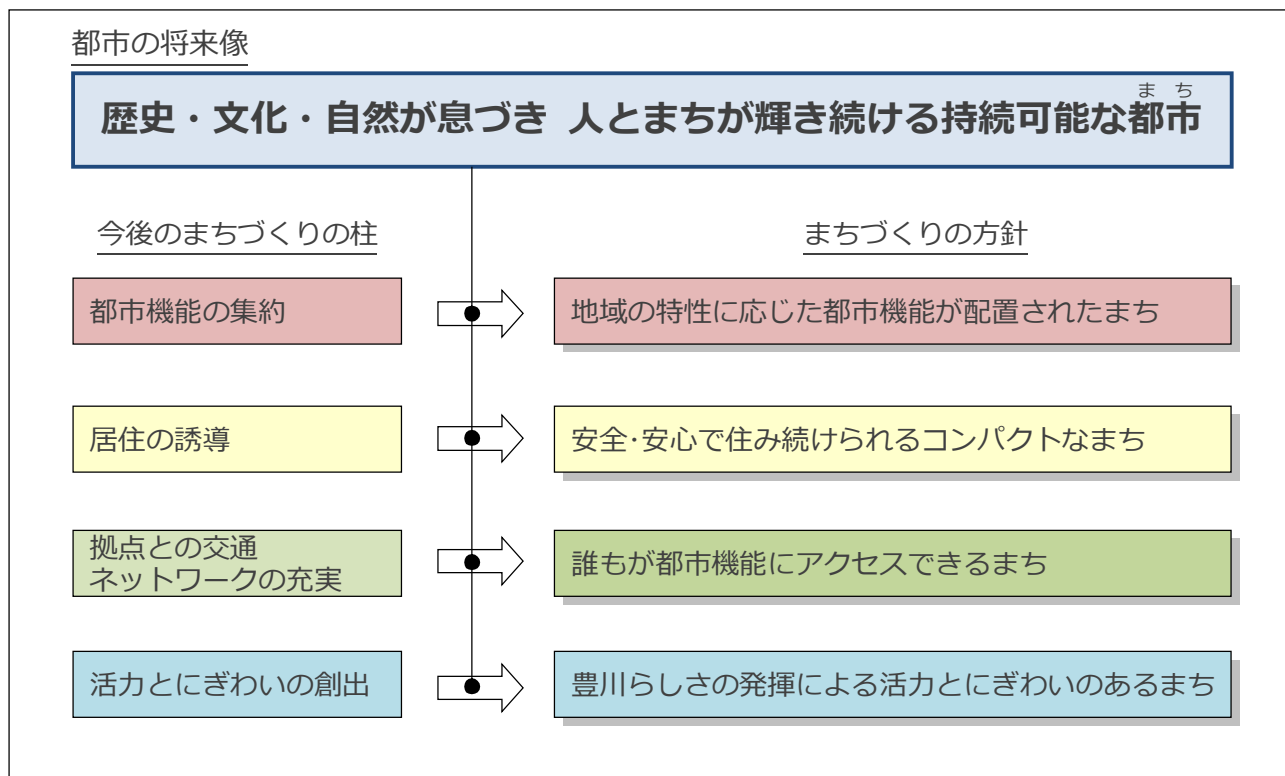 都市の将来像
まち
歴史・文化・自然が息づき 人とまちが輝き続ける持続可能な都市
今後のまちづくりの柱
まちづくりの方針
都市機能の集約
地域の特性に応じた都市機能が配置されたまち
居住の誘導
安全・安心で住み続けられるコンパクトなまち
拠点との交通
ネットワークの充実
誰もが都市機能にアクセスできるまち
活力とにぎわいの創出
豊川らしさの発揮による活力とにぎわいのあるまち